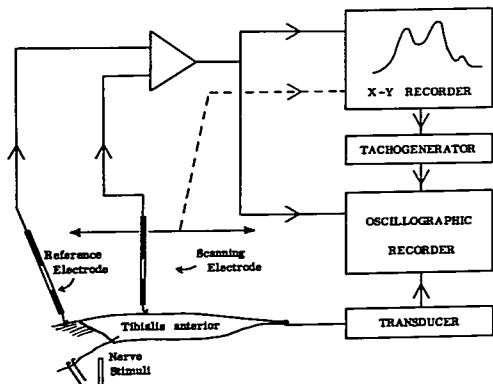 X-Y RECORDER
TACHOGENERATOR
OSCILLOGRAPHIC
RECORDER
Reference
Electrode
Scanning
Electrode
Tibialis anterior
TRANSDUCER
Nerve
Stimuli